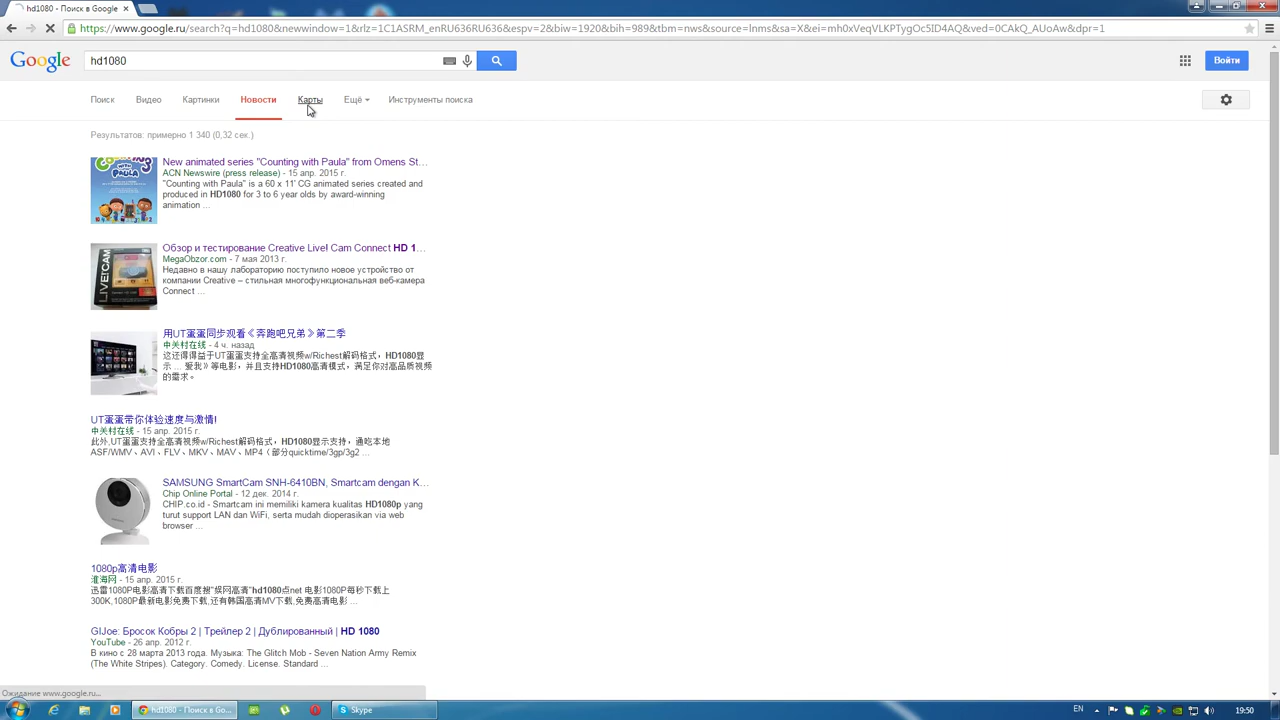 hd1080 - Поиск в Google
https://www.google.ru/search?q=hd1080&newwindow=1&rlz=1C1ASRM_enRU636RU636&espv=2&biw=1920&bih=989&tbm=nws&source=lnms&sa=X&ei=mh0xVeqVLKPTygOc5ID4AQ&ved=0CAkQ_AUoAw&dpr=1
Google hd1080 Войти
Поиск Видео Картинки Новости Карты Ещё Инструменты поиска
Результатов: примерно 1 340 (0,32 сек.)
New animated series "Counting with Paula" from Omens St...
ACN Newswire (press release) - 15 апр. 2015 г.
"Counting with Paula" is a 60 x 11' CG animated series created and
produced in HD1080 for 3 to 6 year olds by award-winning
animation ...
Обзор и тестирование Creative Live! Cam Connect HD 1...
MegaObzor.com - 7 мая 2013 г.
Недавно в нашу лабораторию поступило новое устройство от
компании Creative – стильная многофункциональная веб-камера
Connect ...
用UT蛋蛋同步观看《奔跑吧兄弟》第二季
中关村在线 - 4 ч. назад
这还得得益于UT蛋蛋支持全高清视频w/Richest解码格式，HD1080显
示 ... 爱我》等电影，并且支持HD1080高清模式，满足你对高品质视频
的需求。
UT蛋蛋带你体验速度与激情!
中关村在线 - 15 апр. 2015 г.
此外,UT蛋蛋支持全高清视频w/Richest解码格式，HD1080显示支持，通吃本地
ASF/WMV、AVI、FLV、MKV、MAV、MP4（部分quicktime/3gp/3g2 ...
SAMSUNG SmartCam SNH-6410BN, Smartcam dengan K...
Chip Online Portal - 12 дек. 2014 г.
CHIP.co.id - Smartcam ini memiliki kamera kualitas HD1080p yang
turut support LAN dan WiFi, serta mudah dioperasikan via web
browser ...
1080p高清电影
淮海网 - 15 апр. 2015 г.
迅雷1080P电影高清下载百度搜"娱网高清"hd1080点net 电影1080P每秒下载上
300K,1080P最新电影免费下载,还有韩国高清MV下载,免费高清电影 ...
GIJoe: Бросок Кобры 2 | Трейлер 2 | Дублированный | HD 1080
YouTube - 26 апр. 2012 г.
В кино с 28 марта 2013 года. Музыка: The Glitch Mob - Seven Nation Army Remix
(The White Stripes). Category. Comedy. License. Standard ...
Ожидание www.google.ru...
hd1080 - Поиск в Go... Skype EN 19:50